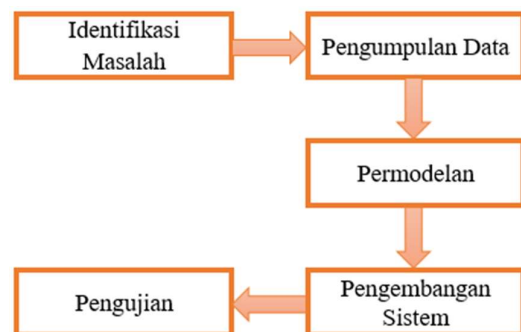 Identifikasi
Masalah
Pengumpulan Data
Permodelan
Pengembangan
Sistem
Pengujian